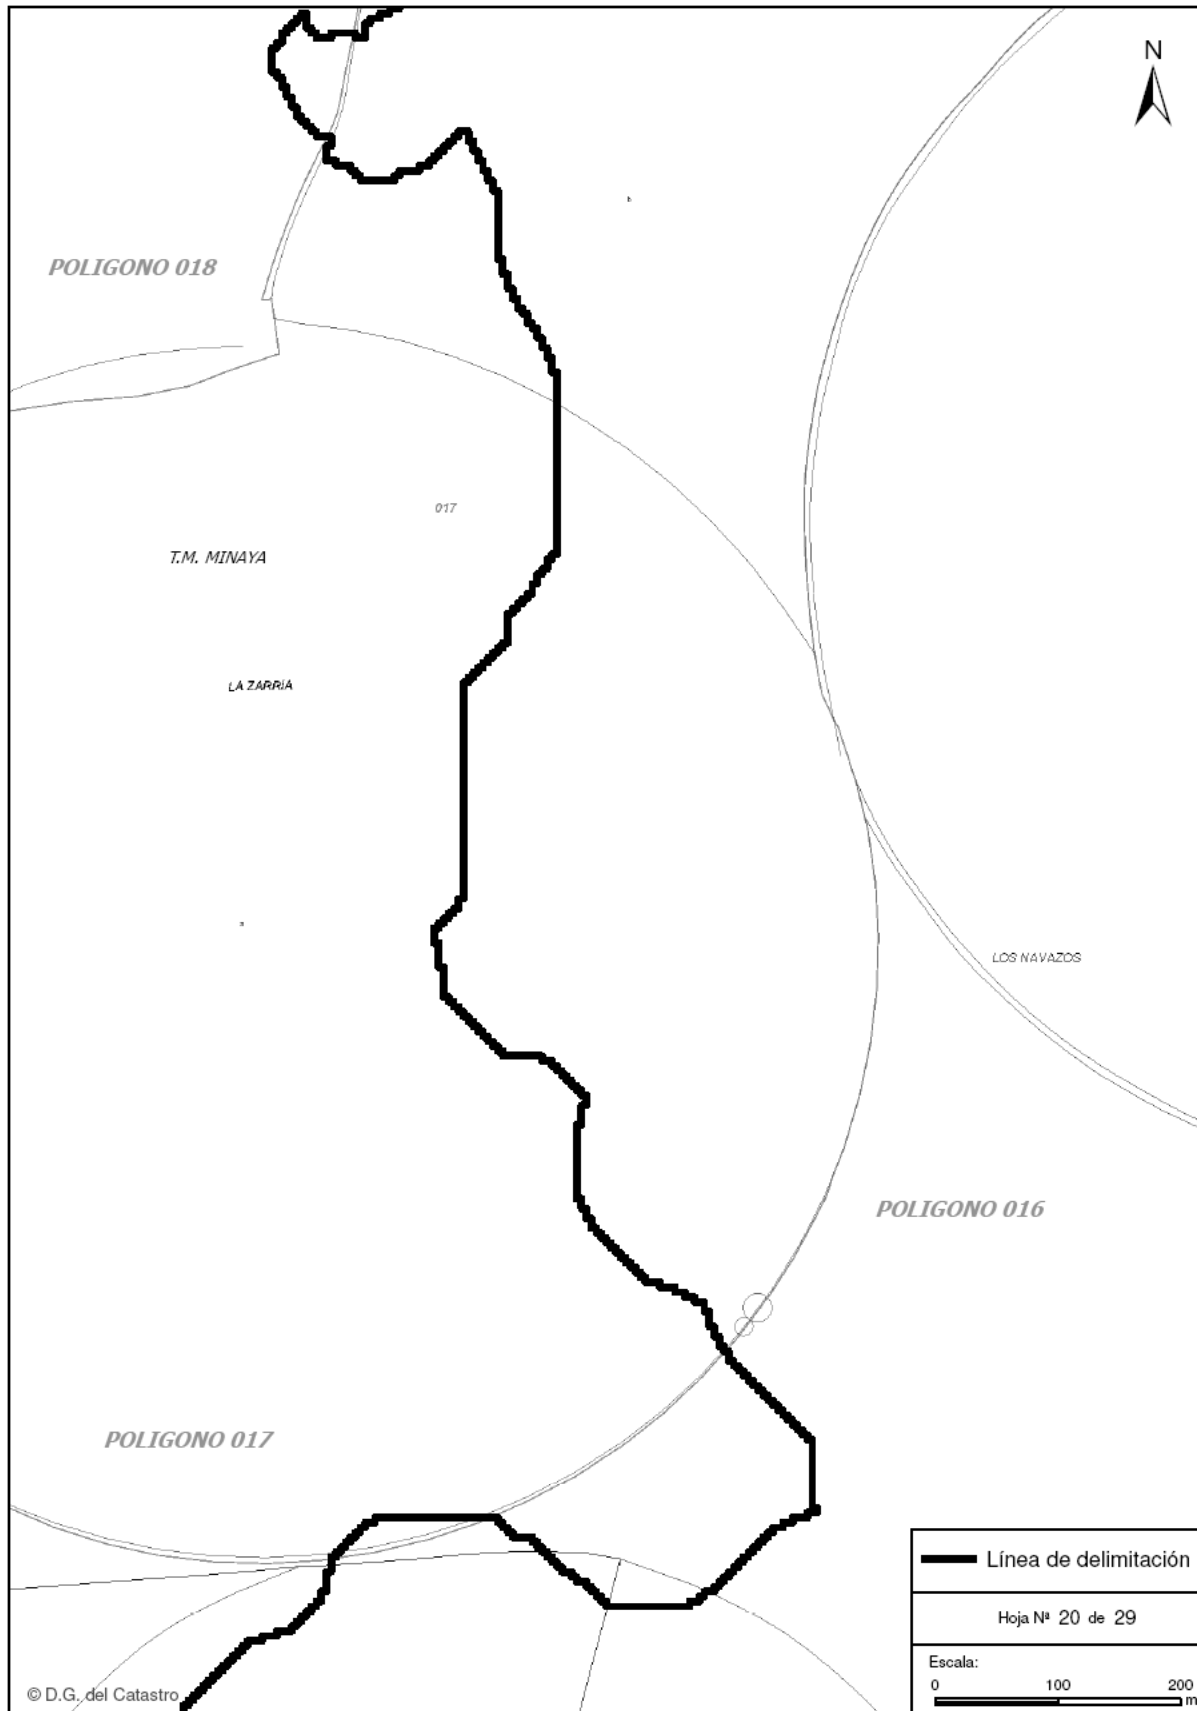 N
POLIGONO 018
017
T.M. MINAYA
LA ZARRIA
LOS NAVAZOS
POLIGONO 016
POLIGONO 017
Línea de delimitación
Hoja Nª 20 de 29
Escala:
0 100 200
m
© D.G. del Catastro